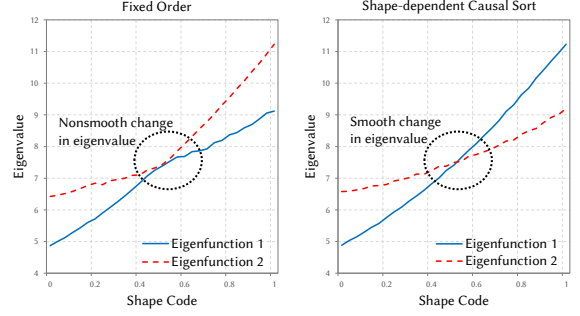 Fixed Order
12
11
10
9
8
7
6
5
4
Eigenvalue
Nonsmooth change
in eigenvalue
Eigenfunction 1
Eigenfunction 2
0 0.2 0.4 0.6 0.8 1
Shape Code
Shape-dependent Causal Sort
12
11
10
9
8
7
6
5
4
Eigenvalue
Smooth change
in eigenvalue
Eigenfunction 1
Eigenfunction 2
0 0.2 0.4 0.6 0.8 1
Shape Code